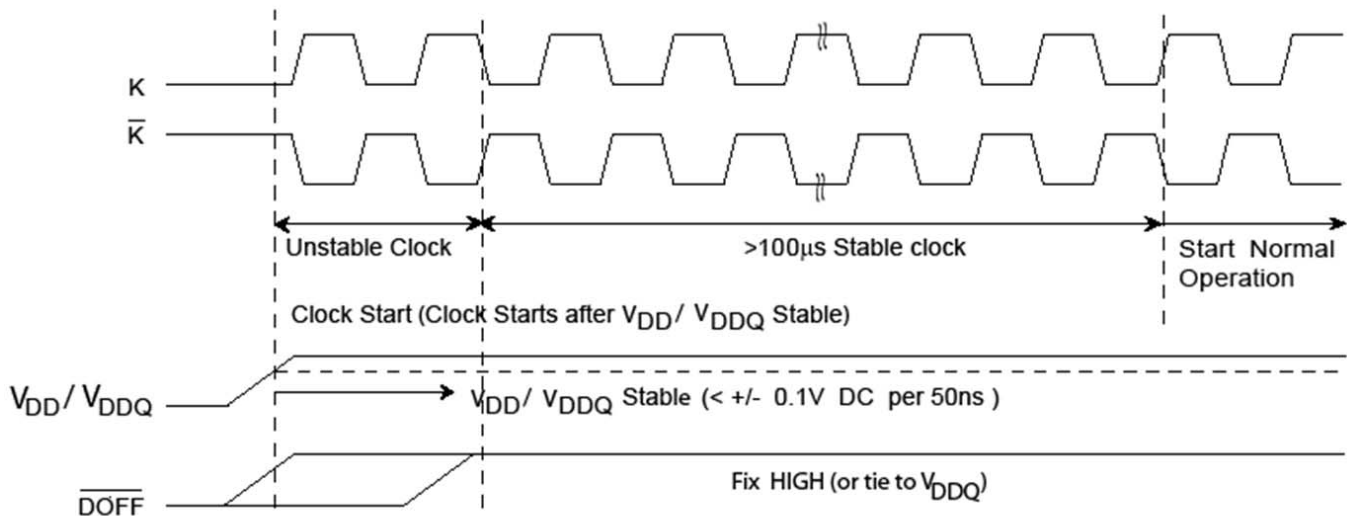 K
K̅
Unstable Clock
>100μs Stable clock
Start Normal
Operation
Clock Start (Clock Starts after VDD/ VDDQ Stable)
VDD/ VDDQ
VDD/ VDDQ Stable (< +/- 0.1V DC per 50ns )
D̅O̅F̅F̅
Fix HIGH (or tie to VDDQ)